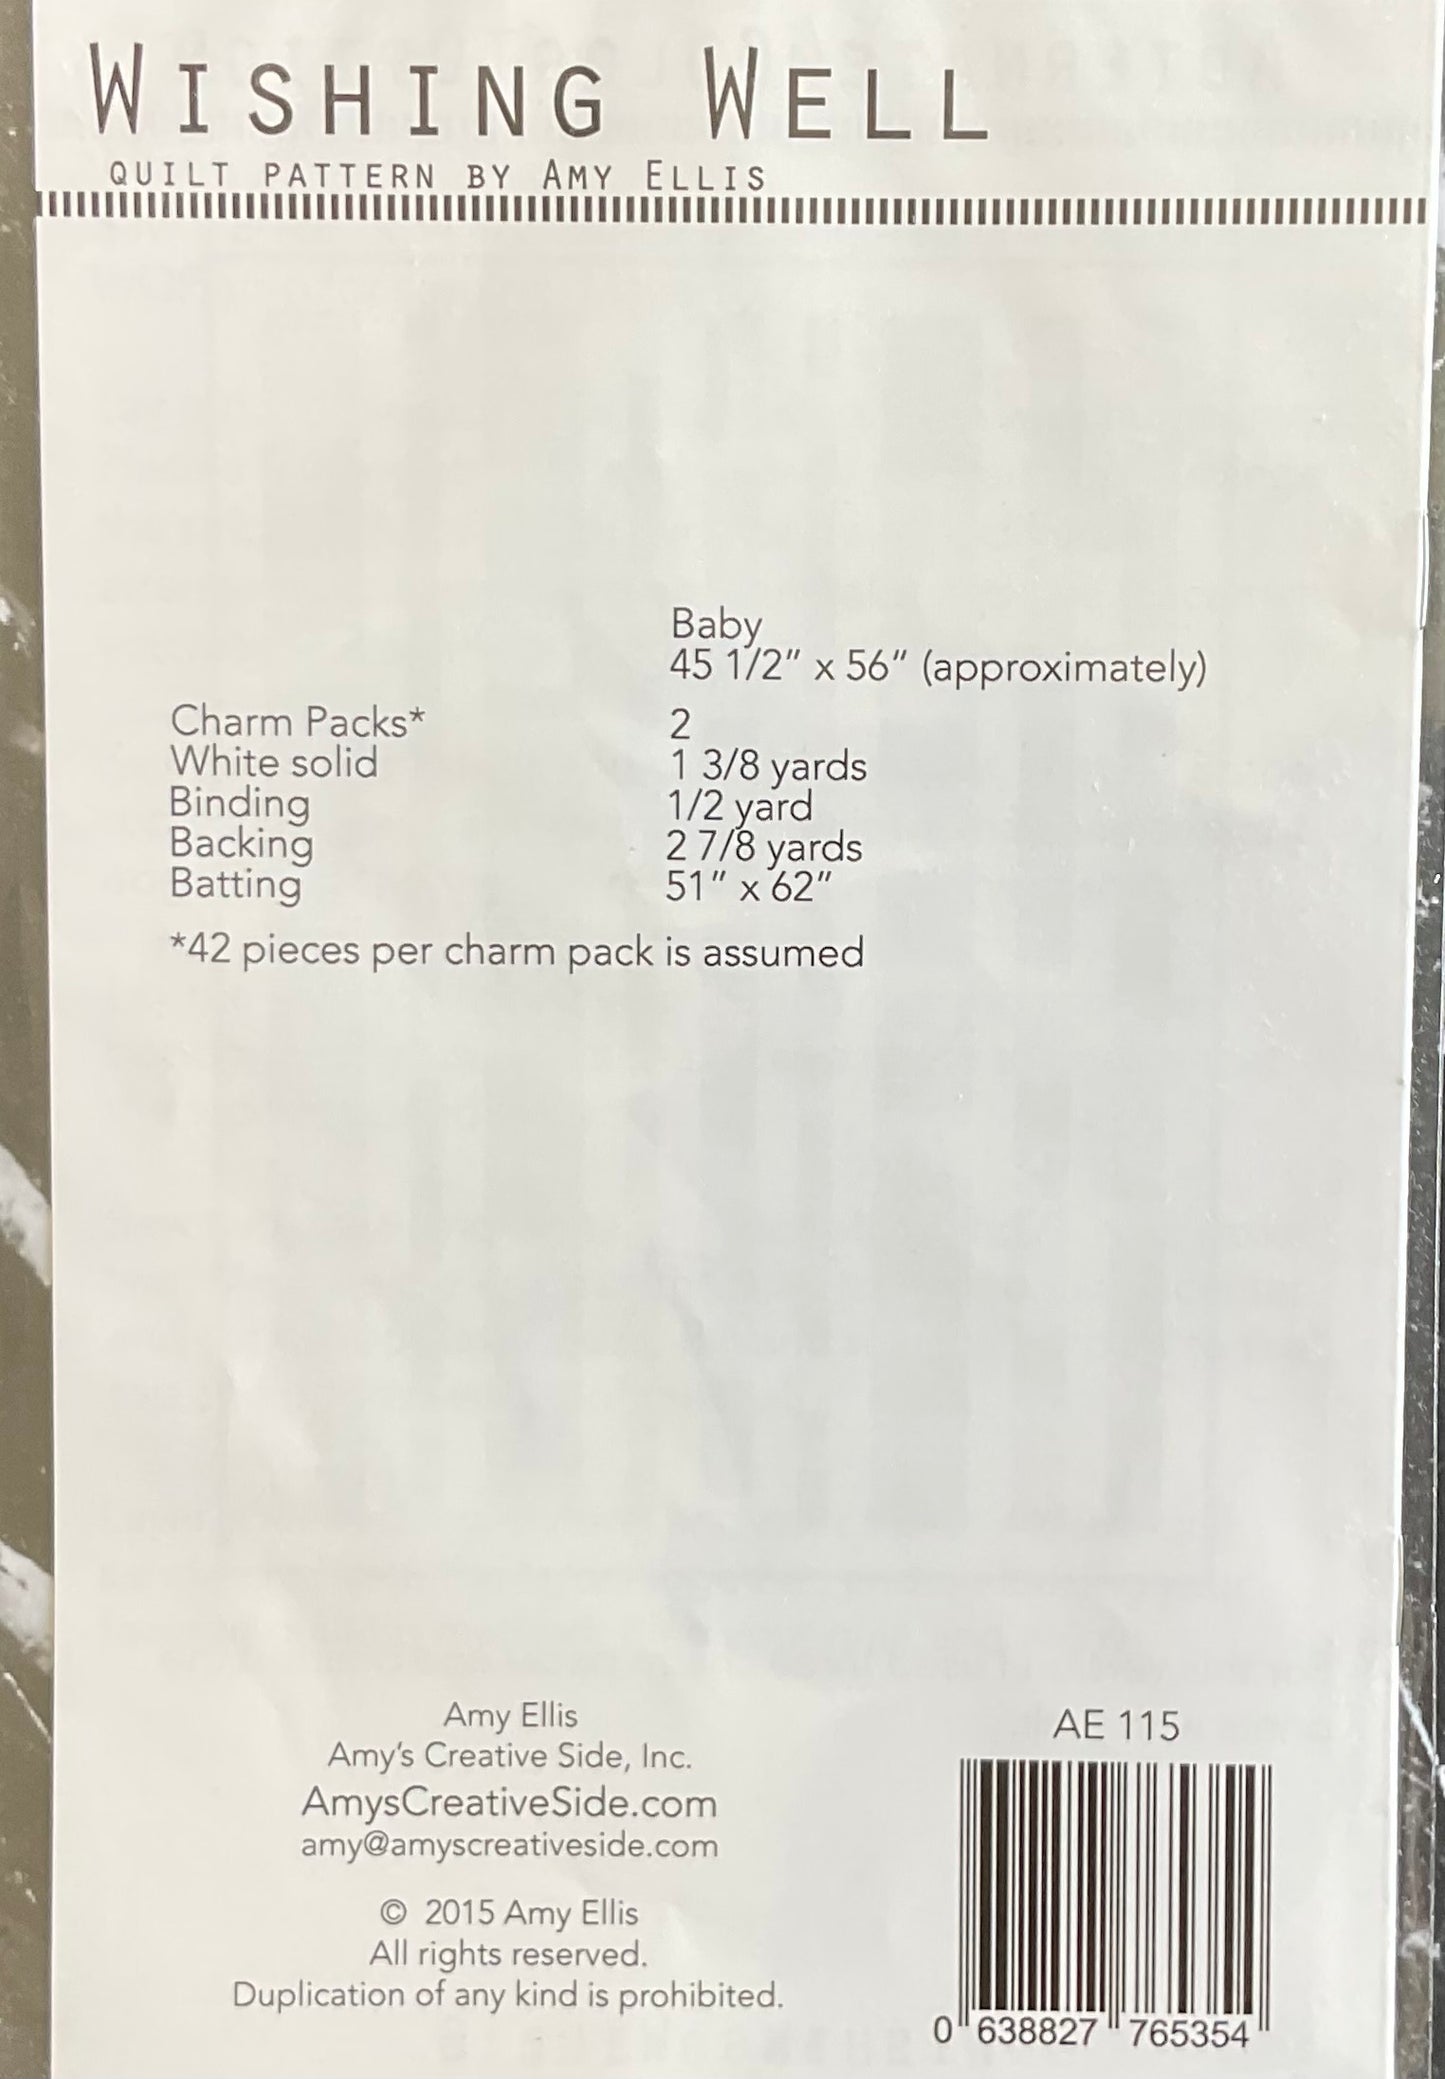 WISHING WELL
QUILT PATTERN BY AMY ELLIS
Baby
45 1/2" x 56" (approximately)
Charm Packs* 2
White solid 1 3/8 yards
Binding 1/2 yard
Backing 2 7/8 yards
Batting 51" x 62"
*42 pieces per charm pack is assumed
Amy Ellis
Amy's Creative Side, Inc.
AmysCreativeSide.com
amy@amyscreativeside.com
© 2015 Amy Ellis
All rights reserved.
Duplication of any kind is prohibited.
AE 115
0 638827 765354